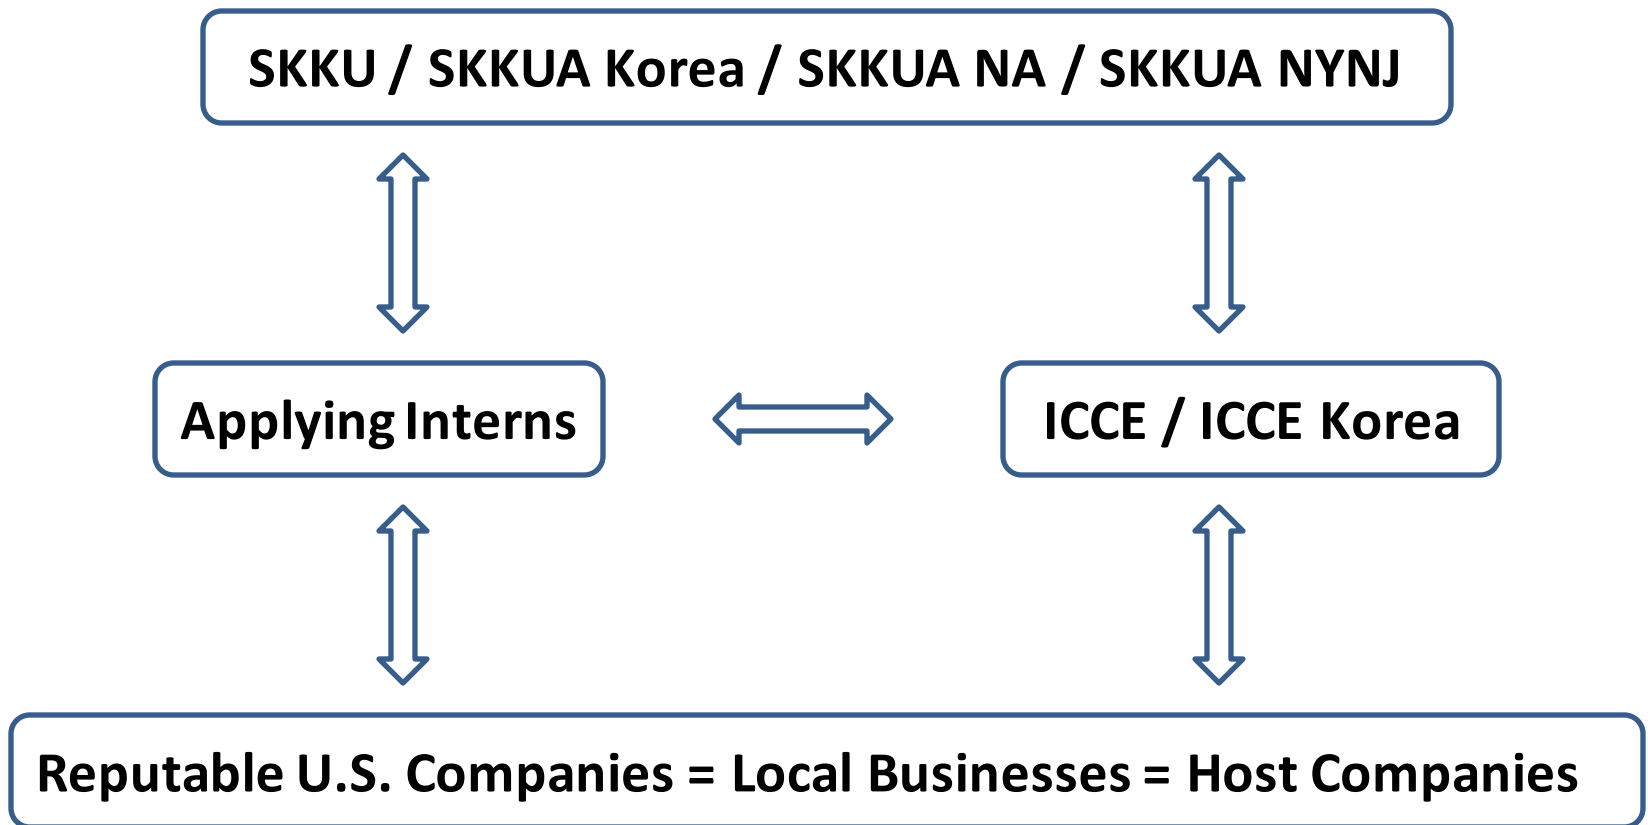 SKKU / SKKUA Korea / SKKUA NA / SKKUA NYNJ
Applying Interns
ICCE / ICCE Korea
Reputable U.S. Companies = Local Businesses = Host Companies